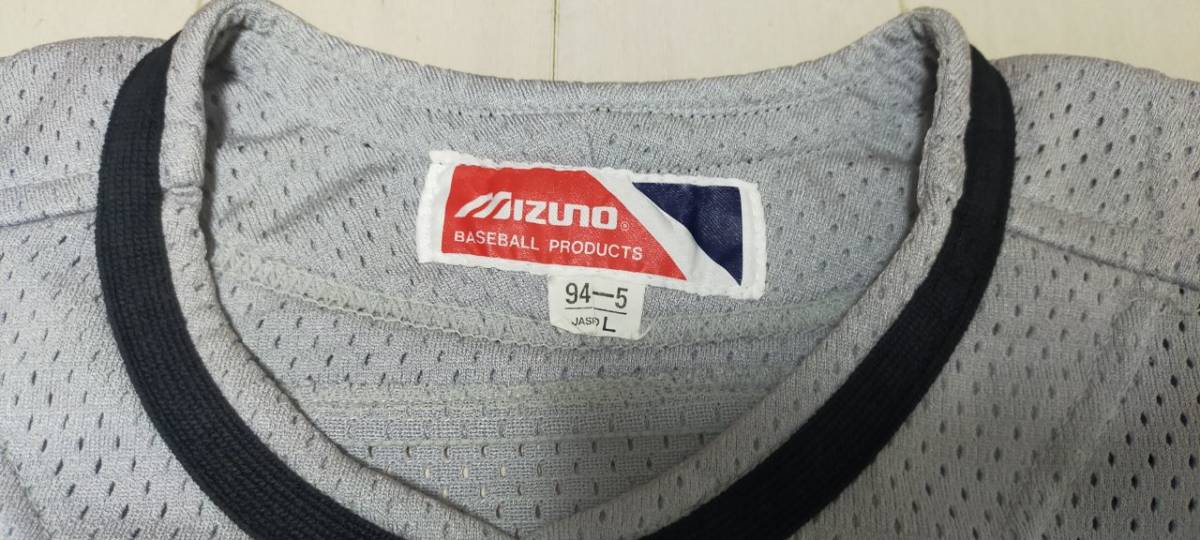 MIZUNO®
BASEBALL PRODUCTS
94-5
JASPO L